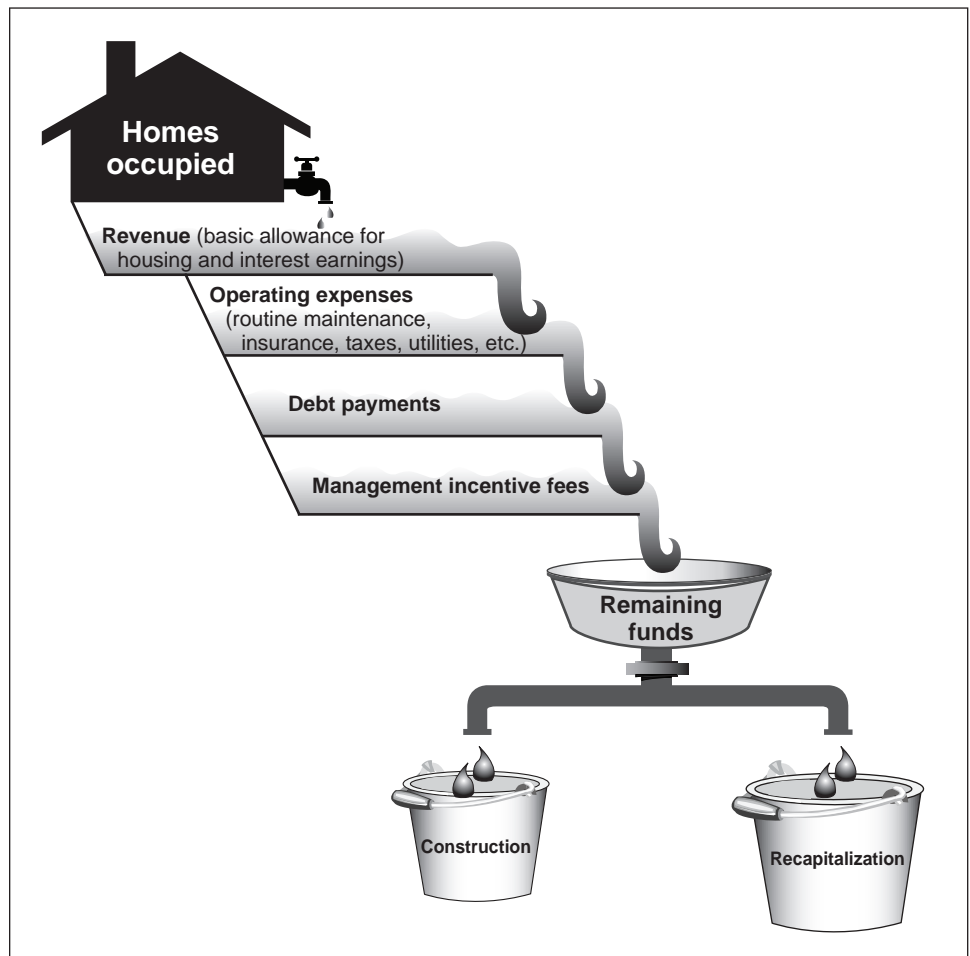 Homes
occupied
Revenue (basic allowance for
housing and interest earnings)
Operating expenses
(routine maintenance,
insurance, taxes, utilities, etc.)
Debt payments
Management incentive fees
Remaining
funds
Construction
Recapitalization